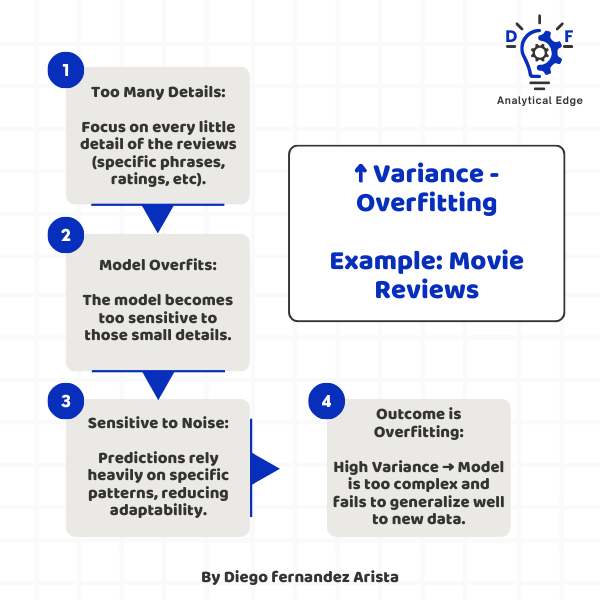 D F
Analytical Edge
1
Too Many Details:
Focus on every little
detail of the reviews
(specific phrases,
ratings, etc).
↑ Variance -
Overfitting
Example: Movie
Reviews
2
Model Overfits:
The model becomes
too sensitive to
those small details.
3
Sensitive to Noise:
Predictions rely
heavily on specific
patterns, reducing
adaptability.
4
Outcome is
Overfitting:
High Variance → Model
is too complex and
fails to generalize well
to new data.
By Diego fernandez Arista